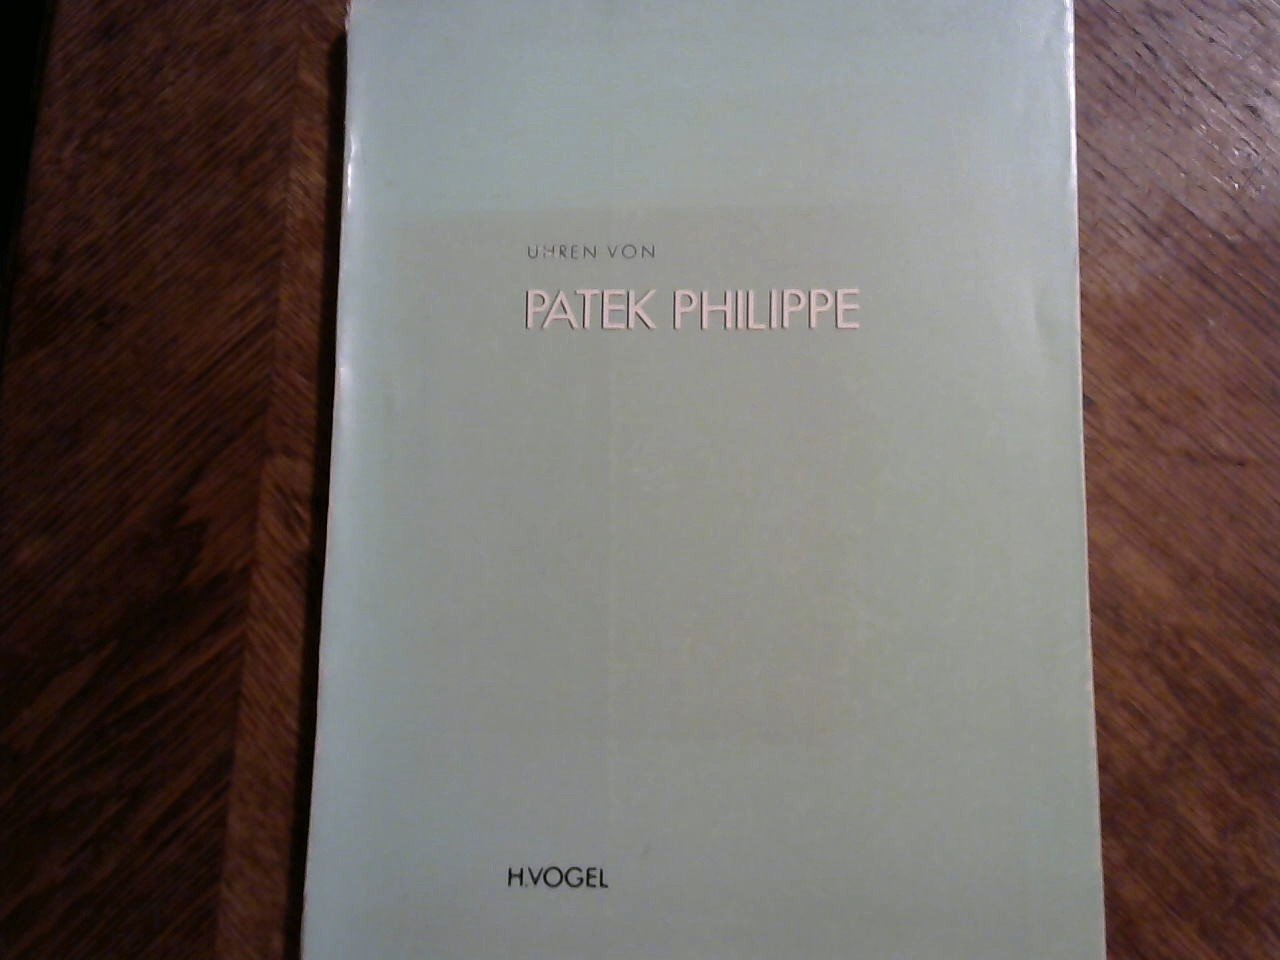 UHREN VON
PATEK PHILIPPE
H.VOGEL